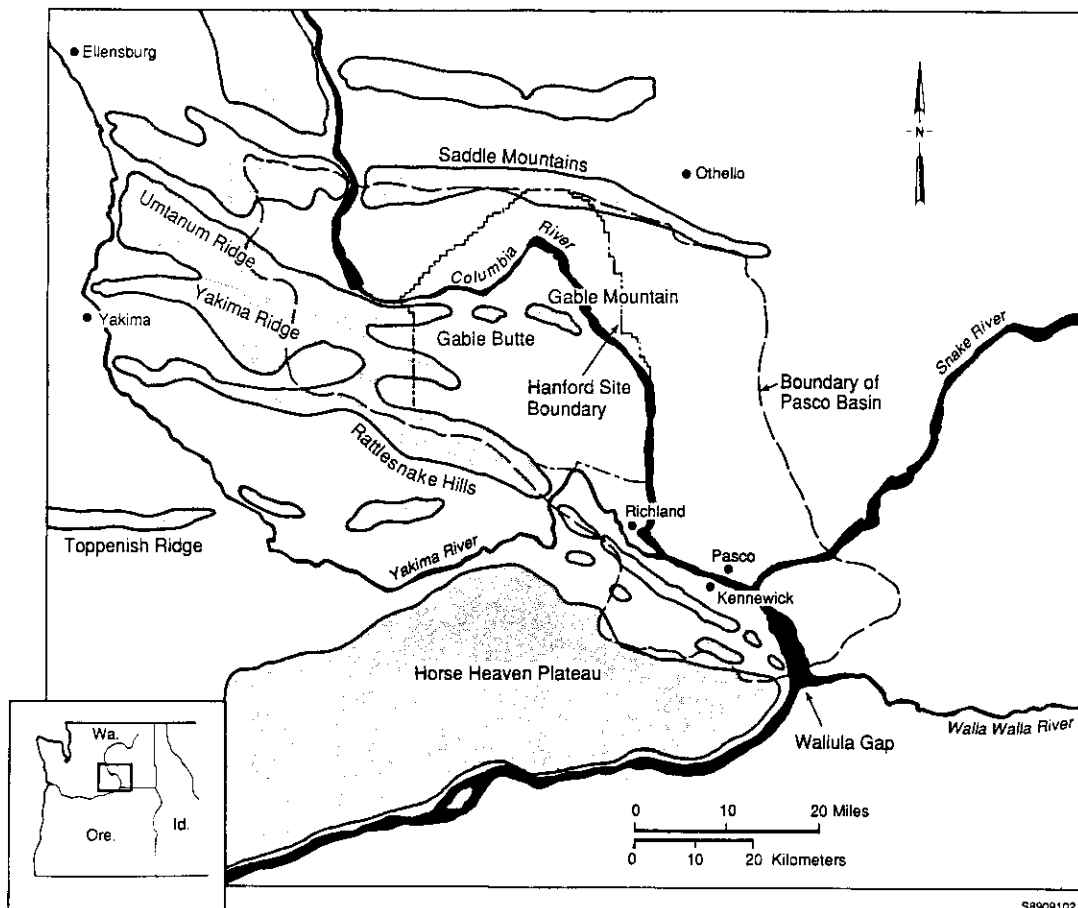 Ellensburg
N
Saddle Mountains
Othello
Umtanum Ridge
Columbia River
Gable Mountain
Yakima Ridge
Yakima
Gable Butte
Snake River
Hanford Site
Boundary
Boundary of
Pasco Basin
Rattlesnake Hills
Richland
Toppenish Ridge
Yakima River
Pasco
Kennewick
Horse Heaven Plateau
Walla Walla River
Wallula Gap
Wa.
Ore.
Id.
0 10 20 Miles
0 10 20 Kilometers
S8909102